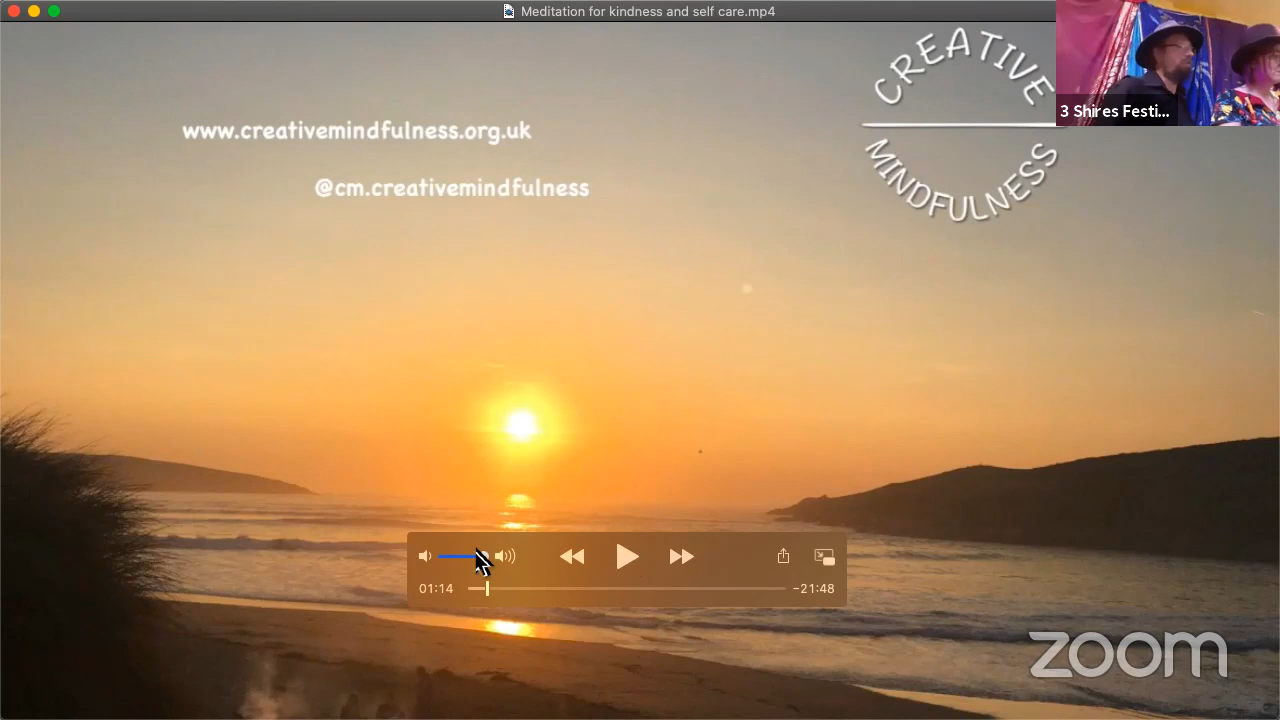 Meditation for kindness and self care.mp4
CREATIVE
MINDFULNESS
3 Shires Festi...
www.creativemindfulness.org.uk
@cm.creativemindfulness
01:14
-21:48
zoom